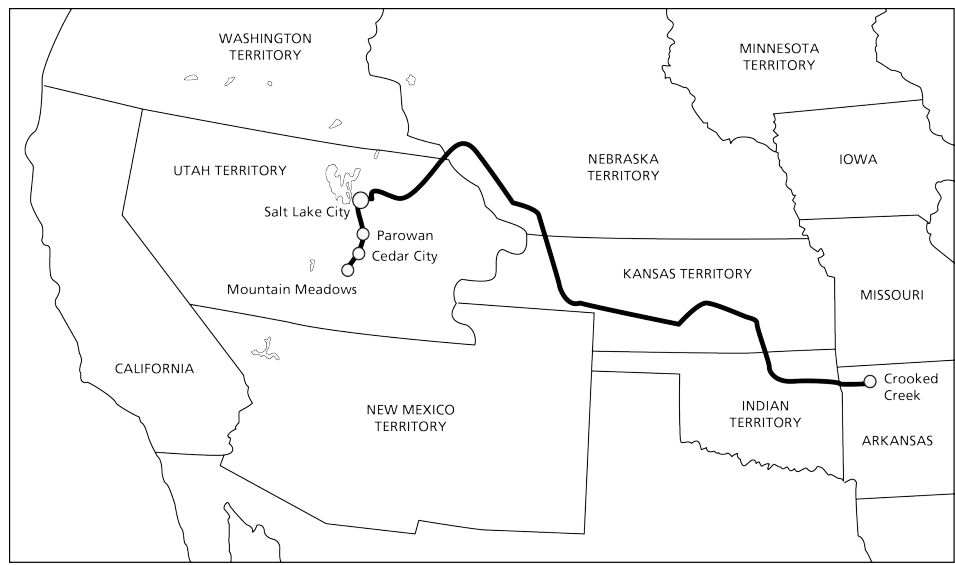 WASHINGTON
TERRITORY
MINNESOTA
TERRITORY
NEBRASKA
TERRITORY
IOWA
UTAH TERRITORY
Salt Lake City
Parowan
Cedar City
Mountain Meadows
KANSAS TERRITORY
MISSOURI
CALIFORNIA
Crooked
Creek
NEW MEXICO
TERRITORY
INDIAN
TERRITORY
ARKANSAS